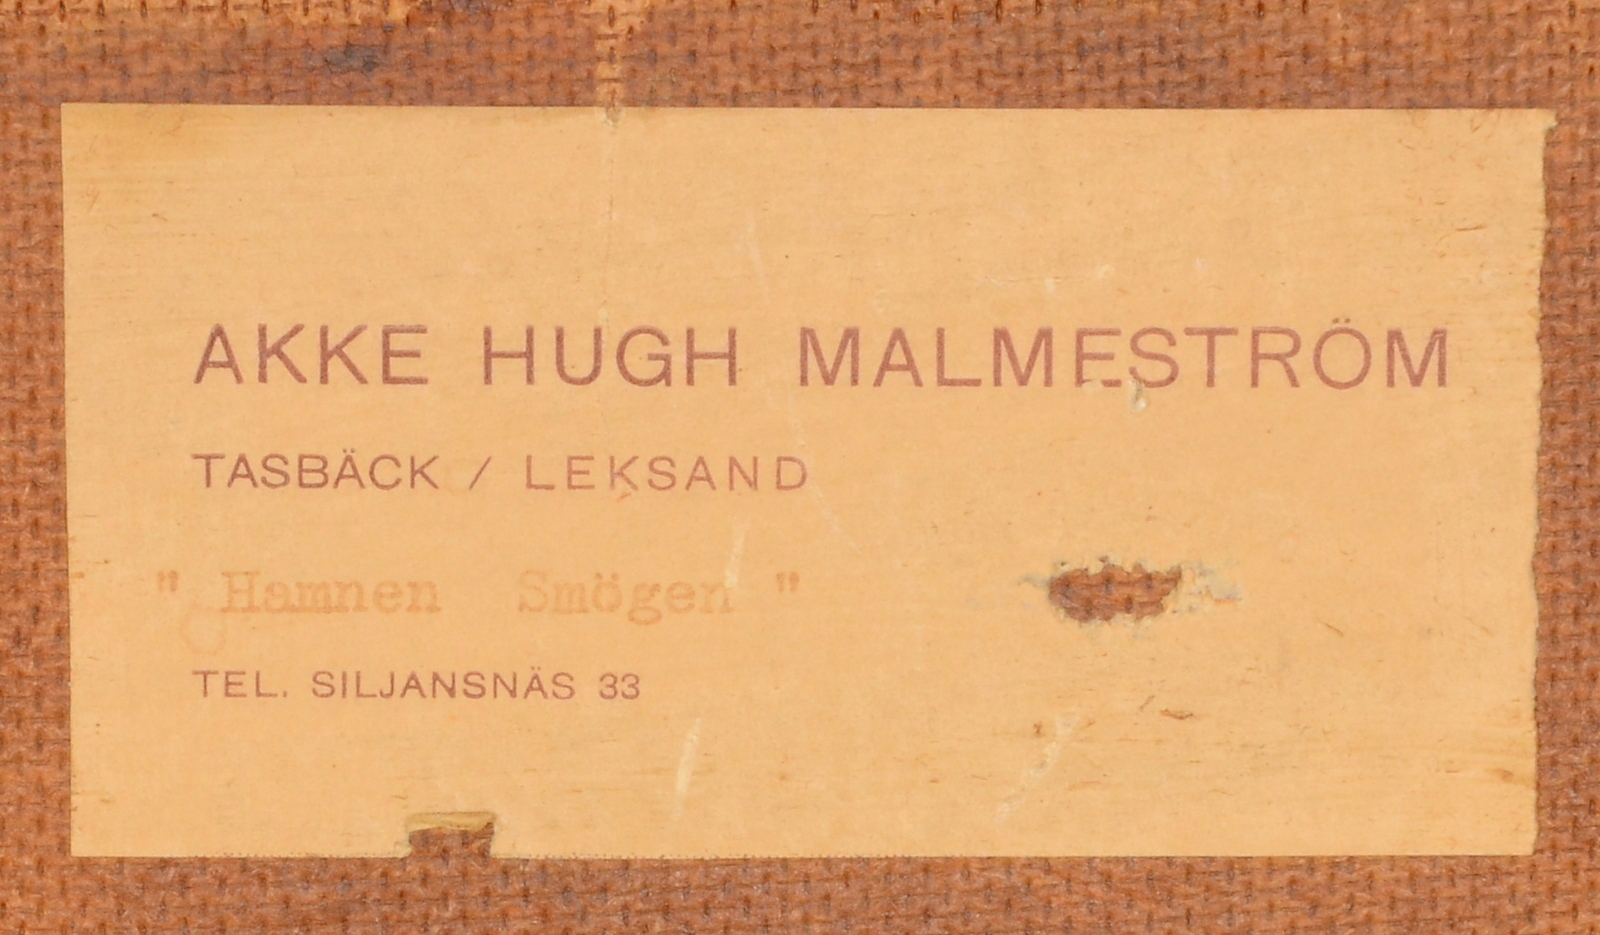 AKKE HUGH MALMESTRÖM
TASBÄCK / LEKSAND
" Hamnen Smögen "
TEL. SILJANSNÄS 33